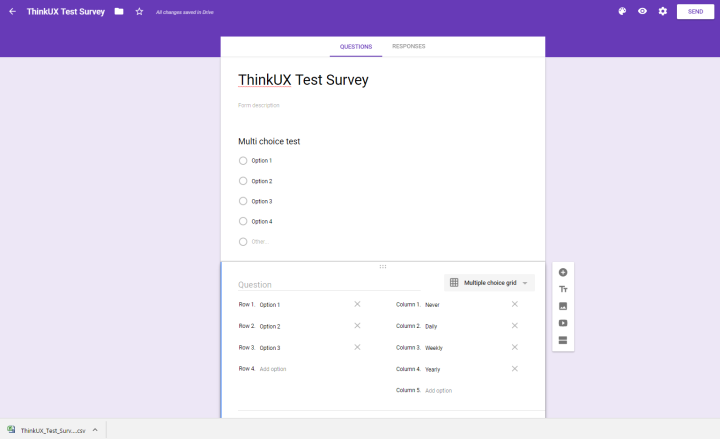 ThinkUX Test Survey
All changes saved in Drive
SEND
QUESTIONS RESPONSES
ThinkUX Test Survey
Form description
Multi choice test
Option 1
Option 2
Option 3
Option 4
Other...
Question
Multiple choice grid
Row 1. Option 1 Column 1. Never
Row 2. Option 2 Column 2. Daily
Row 3. Option 3 Column 3. Weekly
Row 4. Add option Column 4. Yearly
Column 5. Add option
ThinkUX_Test_Surv....csv